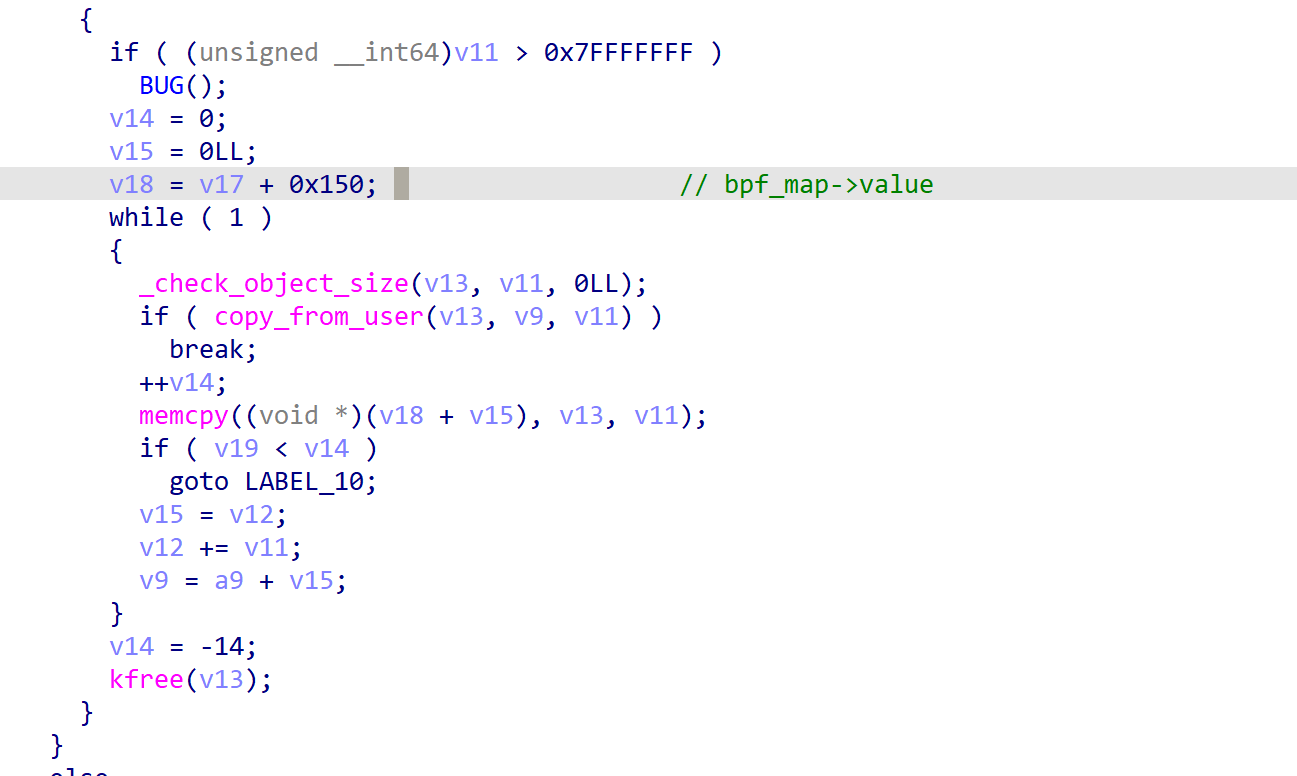 {
if ( (unsigned __int64)v11 > 0x7FFFFFFF )
BUG();
v14 = 0;
v15 = 0LL;
v18 = v17 + 0x150; // bpf_map->value
while ( 1 )
{
_check_object_size(v13, v11, 0LL);
if ( copy_from_user(v13, v9, v11) )
break;
++v14;
memcpy((void *)(v18 + v15), v13, v11);
if ( v19 < v14 )
goto LABEL_10;
v15 = v12;
v12 += v11;
v9 = a9 + v15;
}
v14 = -14;
kfree(v13);
}
}
else